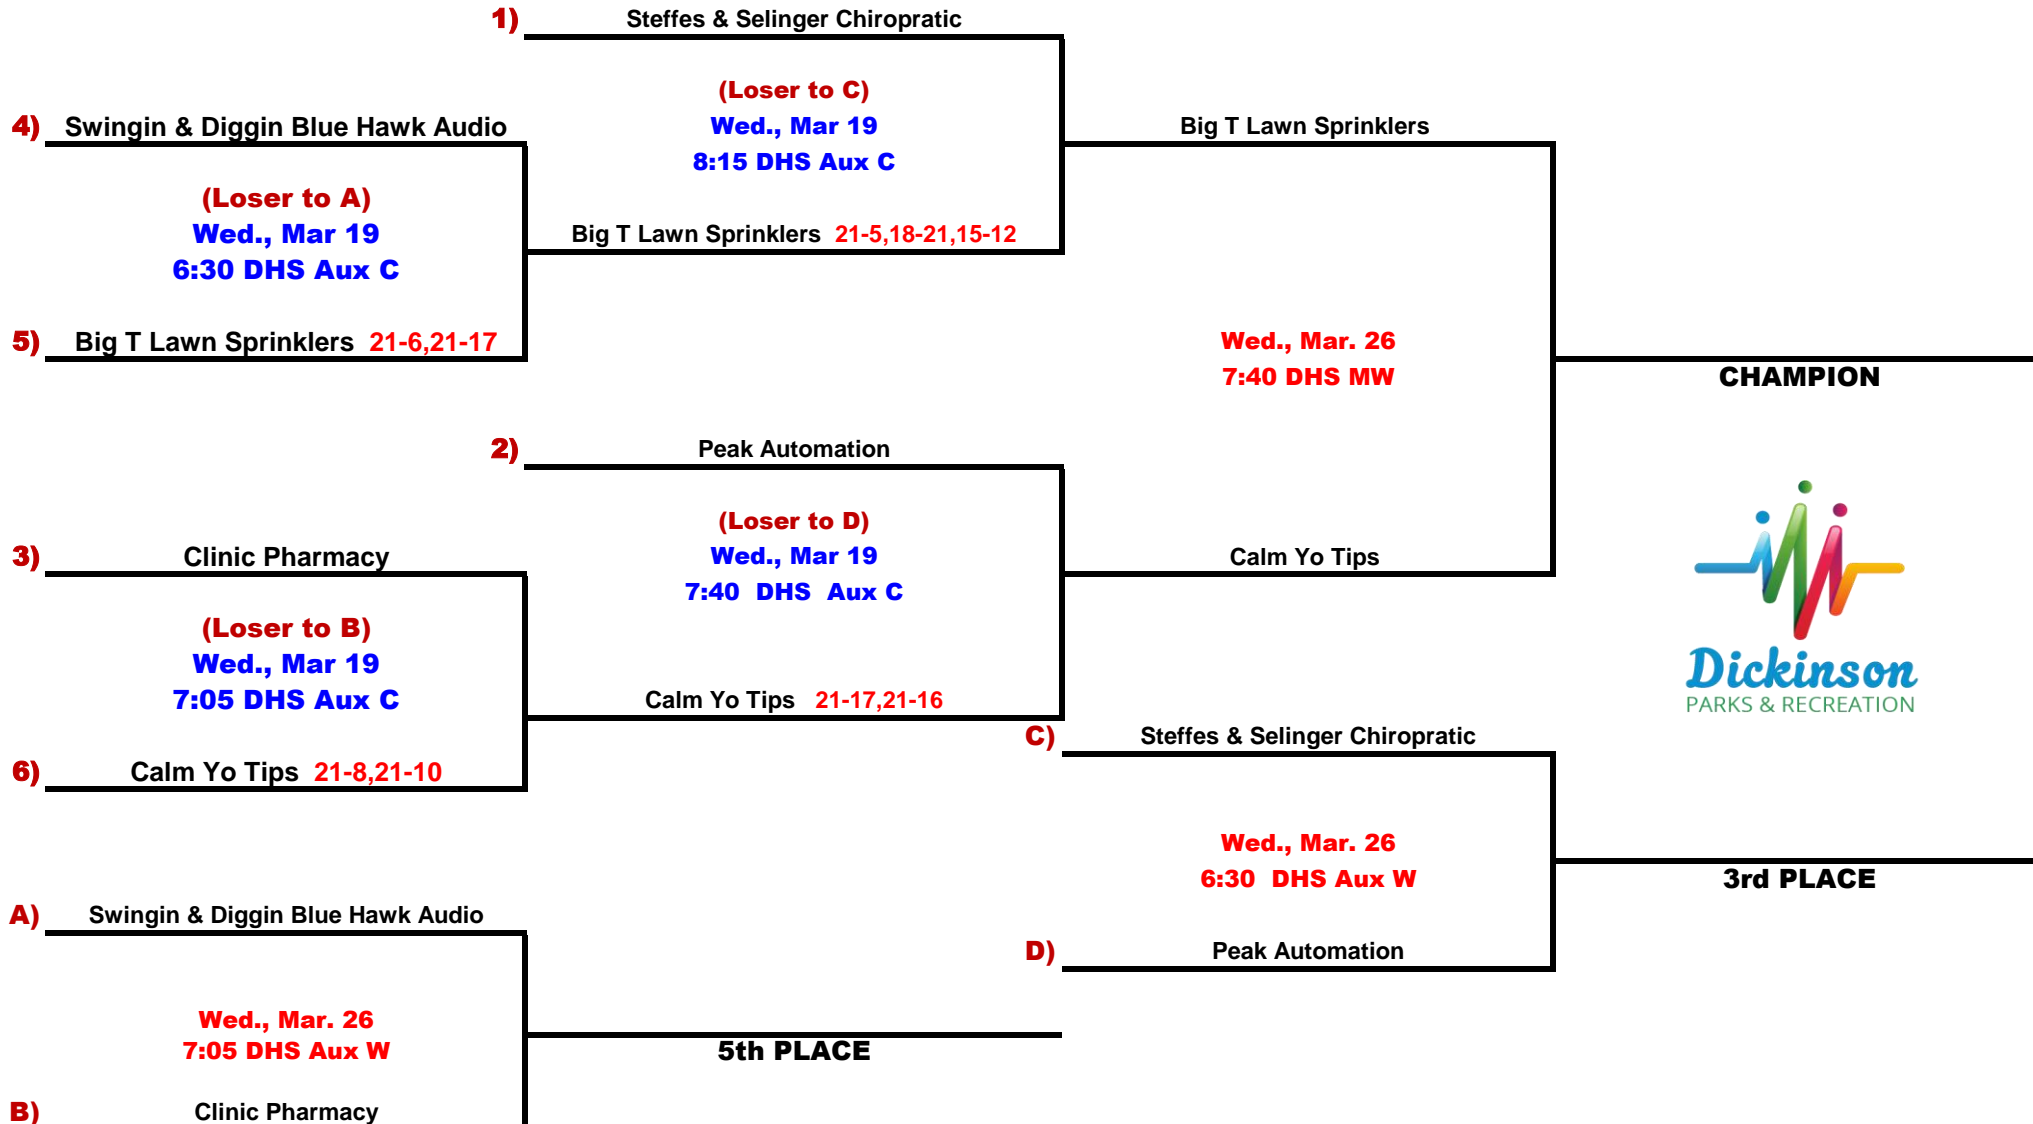 1) Steffes & Selinger Chiropratic
(Loser to C)
Wed., Mar 19
8:15 DHS Aux C
4) Swingin & Diggin Blue Hawk Audio
Big T Lawn Sprinklers
(Loser to A)
Wed., Mar 19
6:30 DHS Aux C
Big T Lawn Sprinklers 21-5,18-21,15-12
5) Big T Lawn Sprinklers 21-6,21-17
Wed., Mar. 26
7:40 DHS MW
CHAMPION
2) Peak Automation
(Loser to D)
Wed., Mar 19
7:40 DHS Aux C
3) Clinic Pharmacy
Calm Yo Tips
(Loser to B)
Wed., Mar 19
7:05 DHS Aux C
Calm Yo Tips 21-17,21-16
Dickinson
PARKS & RECREATION
6) Calm Yo Tips 21-8,21-10
C) Steffes & Selinger Chiropratic
Wed., Mar. 26
6:30 DHS Aux W
3rd PLACE
D) Peak Automation
A) Swingin & Diggin Blue Hawk Audio
Wed., Mar. 26
7:05 DHS Aux W
5th PLACE
B) Clinic Pharmacy